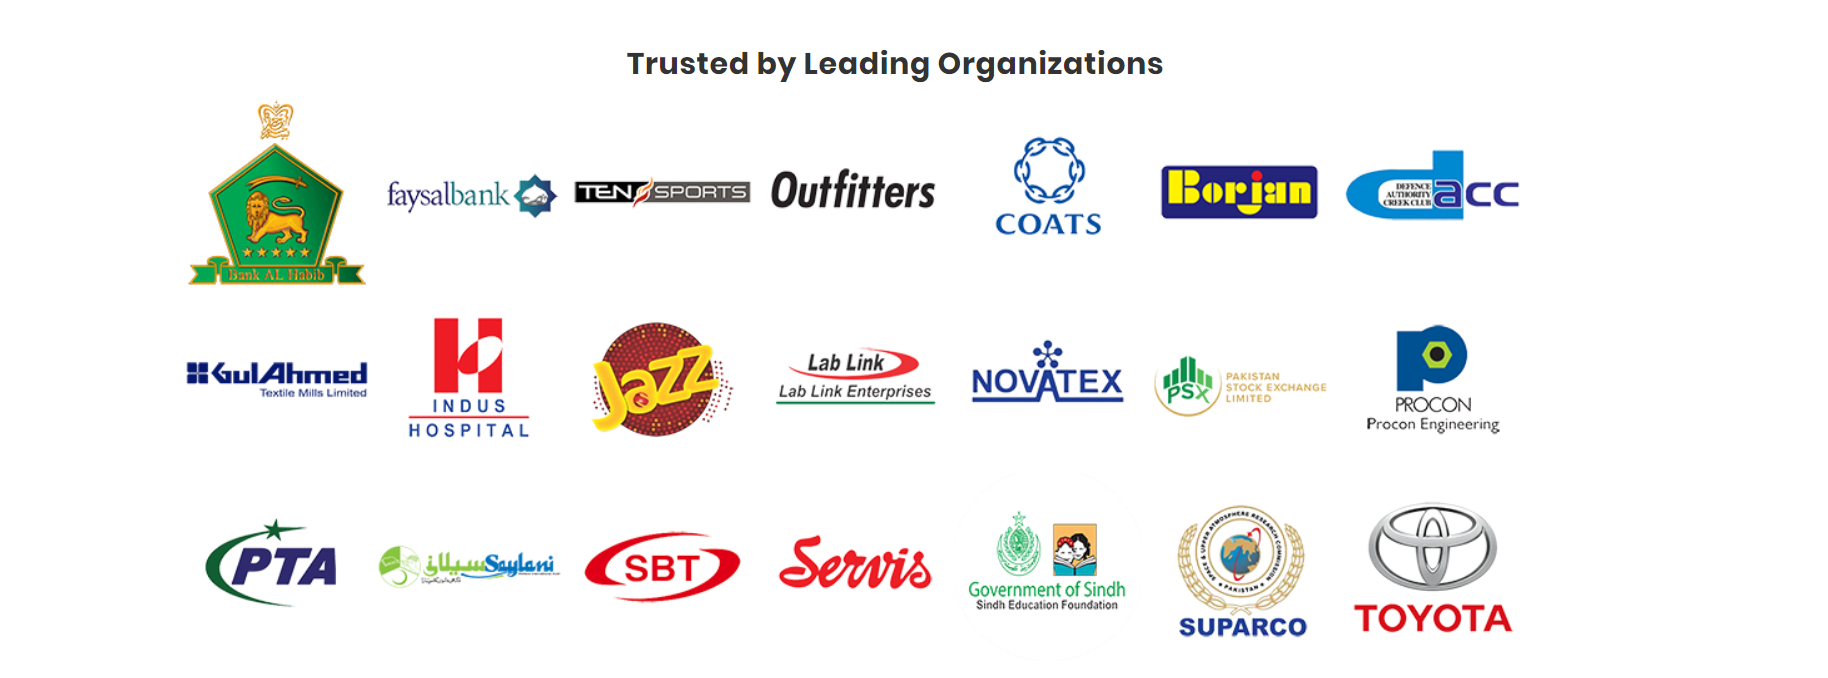 Trusted by Leading Organizations
Bank AL Habib
faysalbank
TEN SPORTS
Outfitters
COATS
Borjan
dacc
DEFENCE
AUTHORITY
CREEK CLUB
GulAhmed
Textile Mills Limited
INDUS
HOSPITAL
Jazz
Lab Link
Lab Link Enterprises
NOVATEX
PSX
PAKISTAN
STOCK EXCHANGE
LIMITED
PROCON
Procon Engineering
PTA
سیلانی Saylani
SBT
Servis
Government of Sindh
Sindh Education Foundation
SPACE & UPPER ATMOSPHERE RESEARCH COMMISSION
PAKISTAN
SUPARCO
TOYOTA